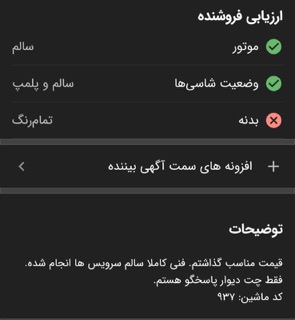 ارزیابی فروشنده
موتور سالم
وضعیت شاسی‌ها سالم و پلمپ
بدنه تمام‌رنگ
افزونه های سمت آگهی بیننده
توضیحات
قیمت مناسب گذاشتم. فنی کاملا سالم سرویس ها انجام شده.
فقط چت دیوار پاسخگو هستم.
کد ماشین: ۹۳۷